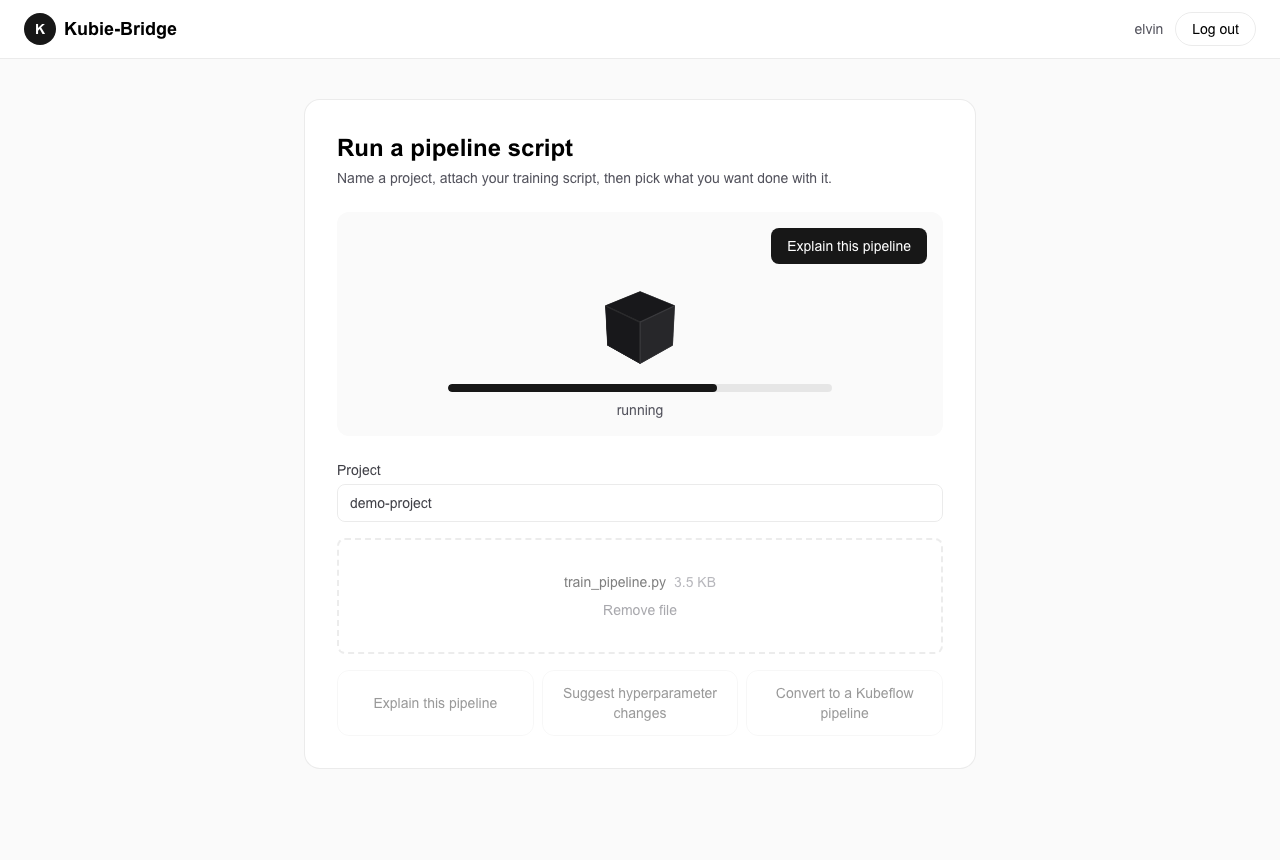 K Kubie-Bridge
elvin Log out
Run a pipeline script
Name a project, attach your training script, then pick what you want done with it.
Explain this pipeline
running
Project
demo-project
train_pipeline.py 3.5 KB
Remove file
Explain this pipeline
Suggest hyperparameter
changes
Convert to a Kubeflow
pipeline